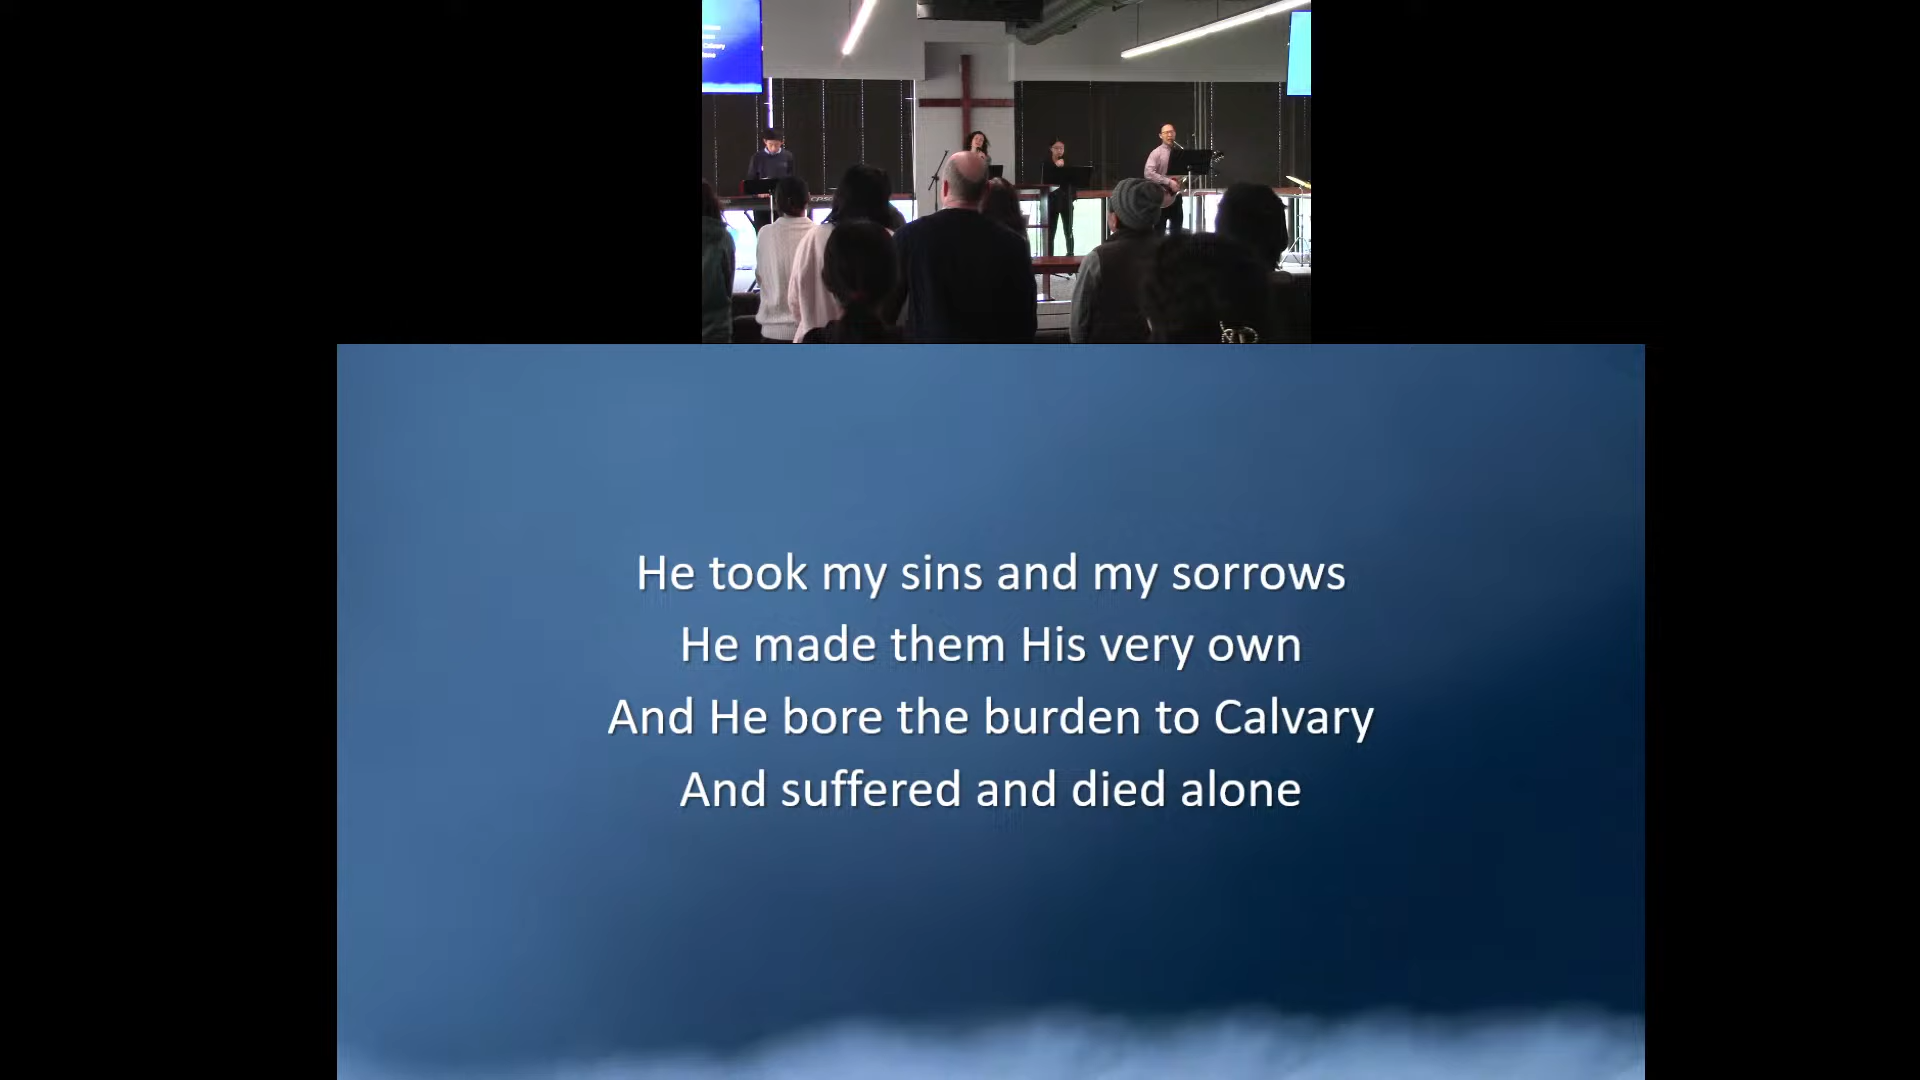 Calvary
He took my sins and my sorrows
He made them His very own
And He bore the burden to Calvary
And suffered and died alone